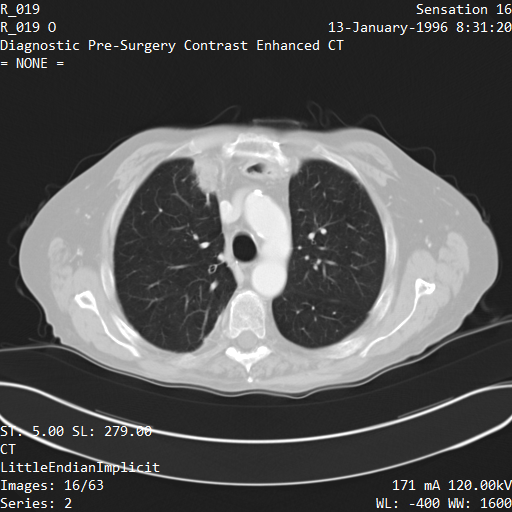 R_019
Sensation 16
R_019 O
13-January-1996 8:31:20
Diagnostic Pre-Surgery Contrast Enhanced CT
= NONE =
ST: 5.00 SL: 279.00
CT
LittleEndianImplicit
Images: 16/63
171 mA 120.00kV
Series: 2
WL: -400 WW: 1600